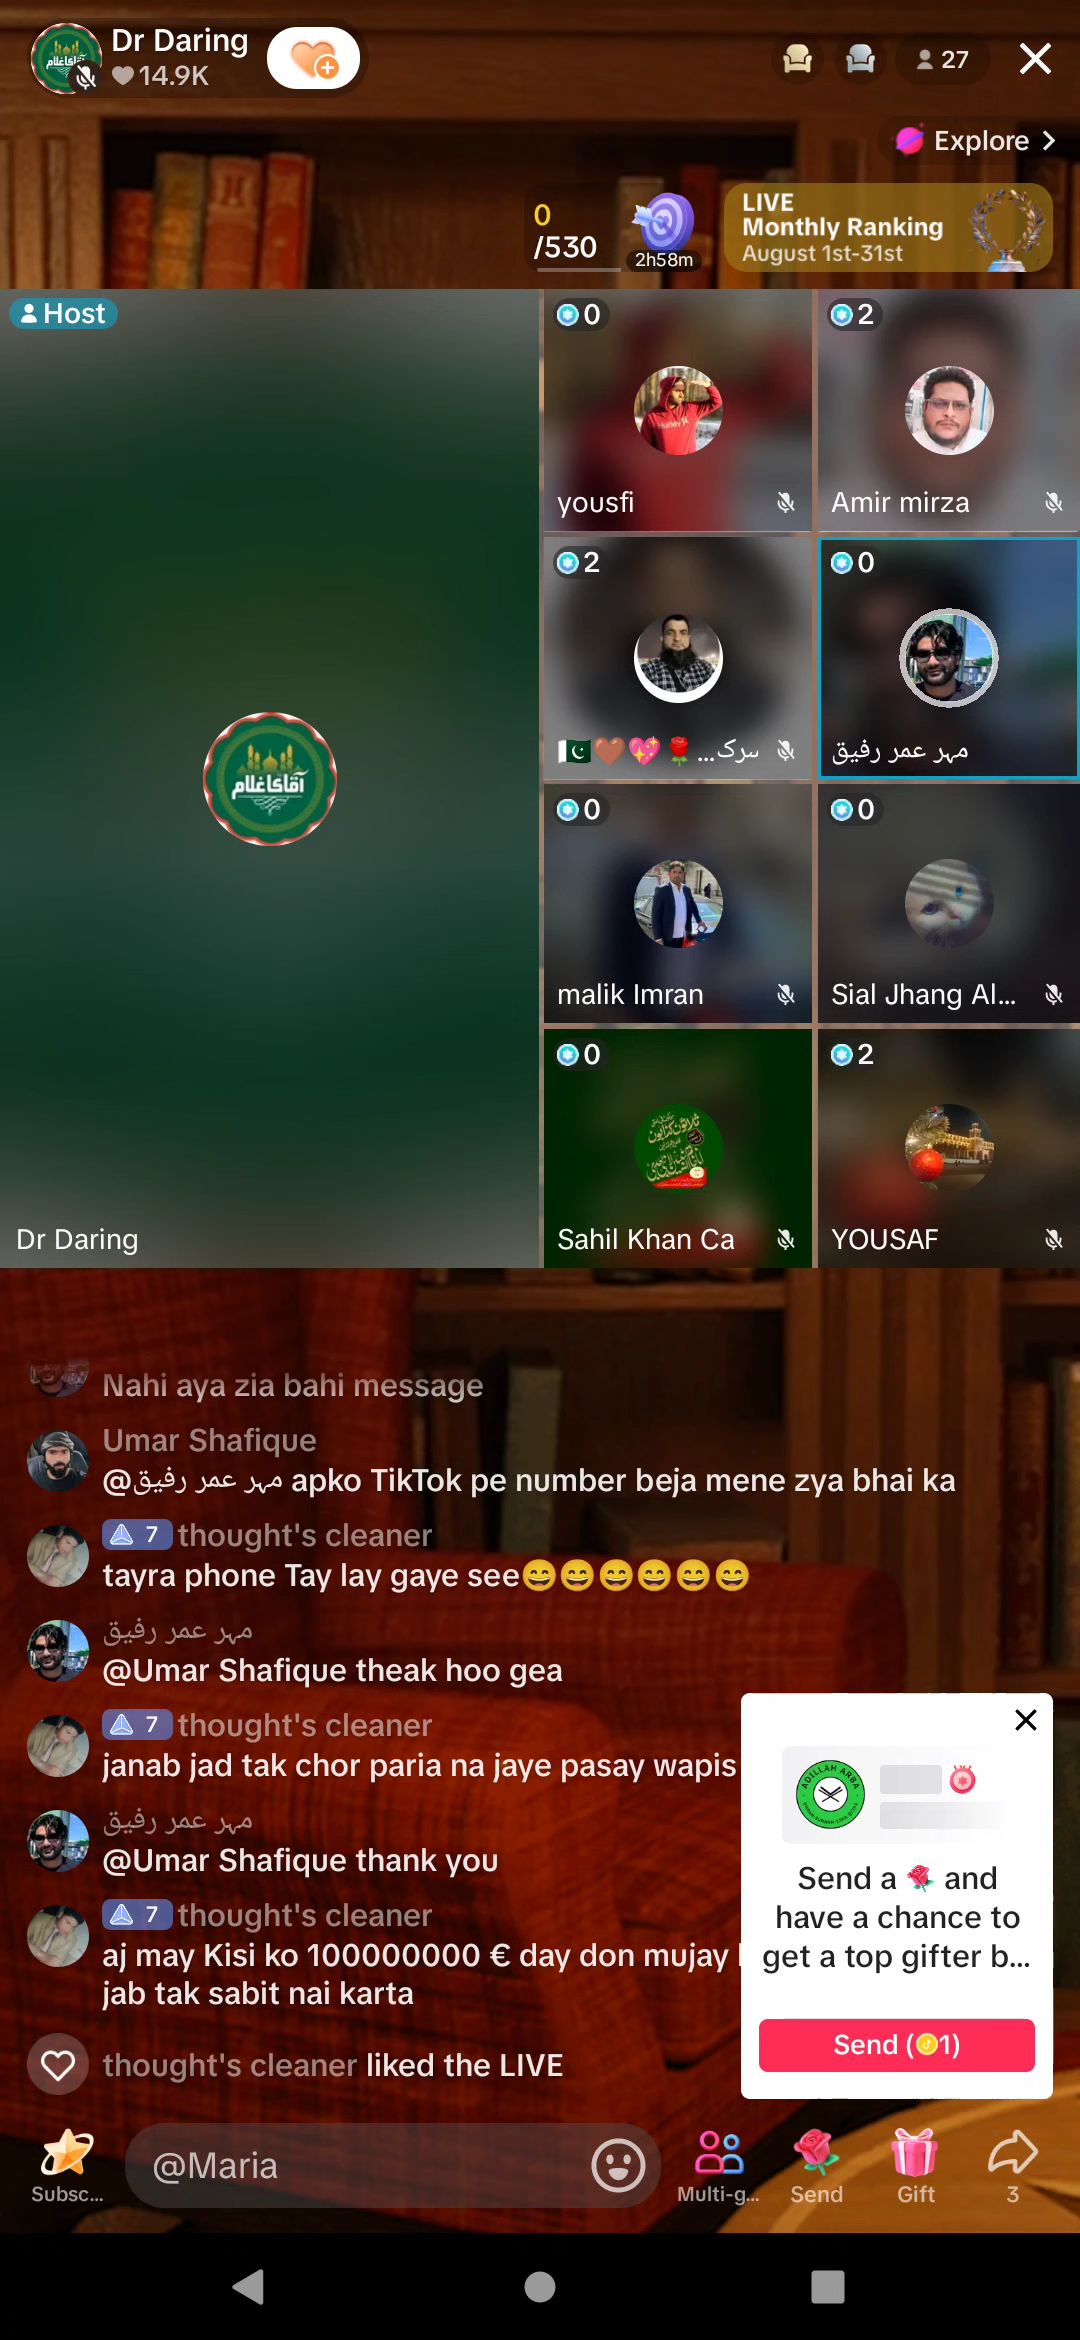 Dr Daring
14.9K
27
Explore
0
/530
2h58m
LIVE
Monthly Ranking
August 1st-31st
Host
آقا کا غلام
Dr Daring
0
yousfi
2
Amir mirza
2
سرک...
0
مہر عمر رفیق
0
malik Imran
0
Sial Jhang Al...
0
Sahil Khan Ca
2
YOUSAF
Nahi aya zia bahi message
Umar Shafique
@مہر عمر رفیق apko TikTok pe number beja mene zya bhai ka
7 thought's cleaner
tayra phone Tay lay gaye see😄😄😄😄😄😄
مہر عمر رفیق
@Umar Shafique theak hoo gea
7 thought's cleaner
janab jad tak chor paria na jaye pasay wapis
مہر عمر رفیق
@Umar Shafique thank you
7 thought's cleaner
aj may Kisi ko 100000000 € day don mujay
jab tak sabit nai karta
thought's cleaner liked the LIVE
ADILLAH ARBA
Send a 🌹 and
have a chance to
get a top gifter b...
Send (1)
Subsc...
@Maria
Multi-g...
Send
Gift
3